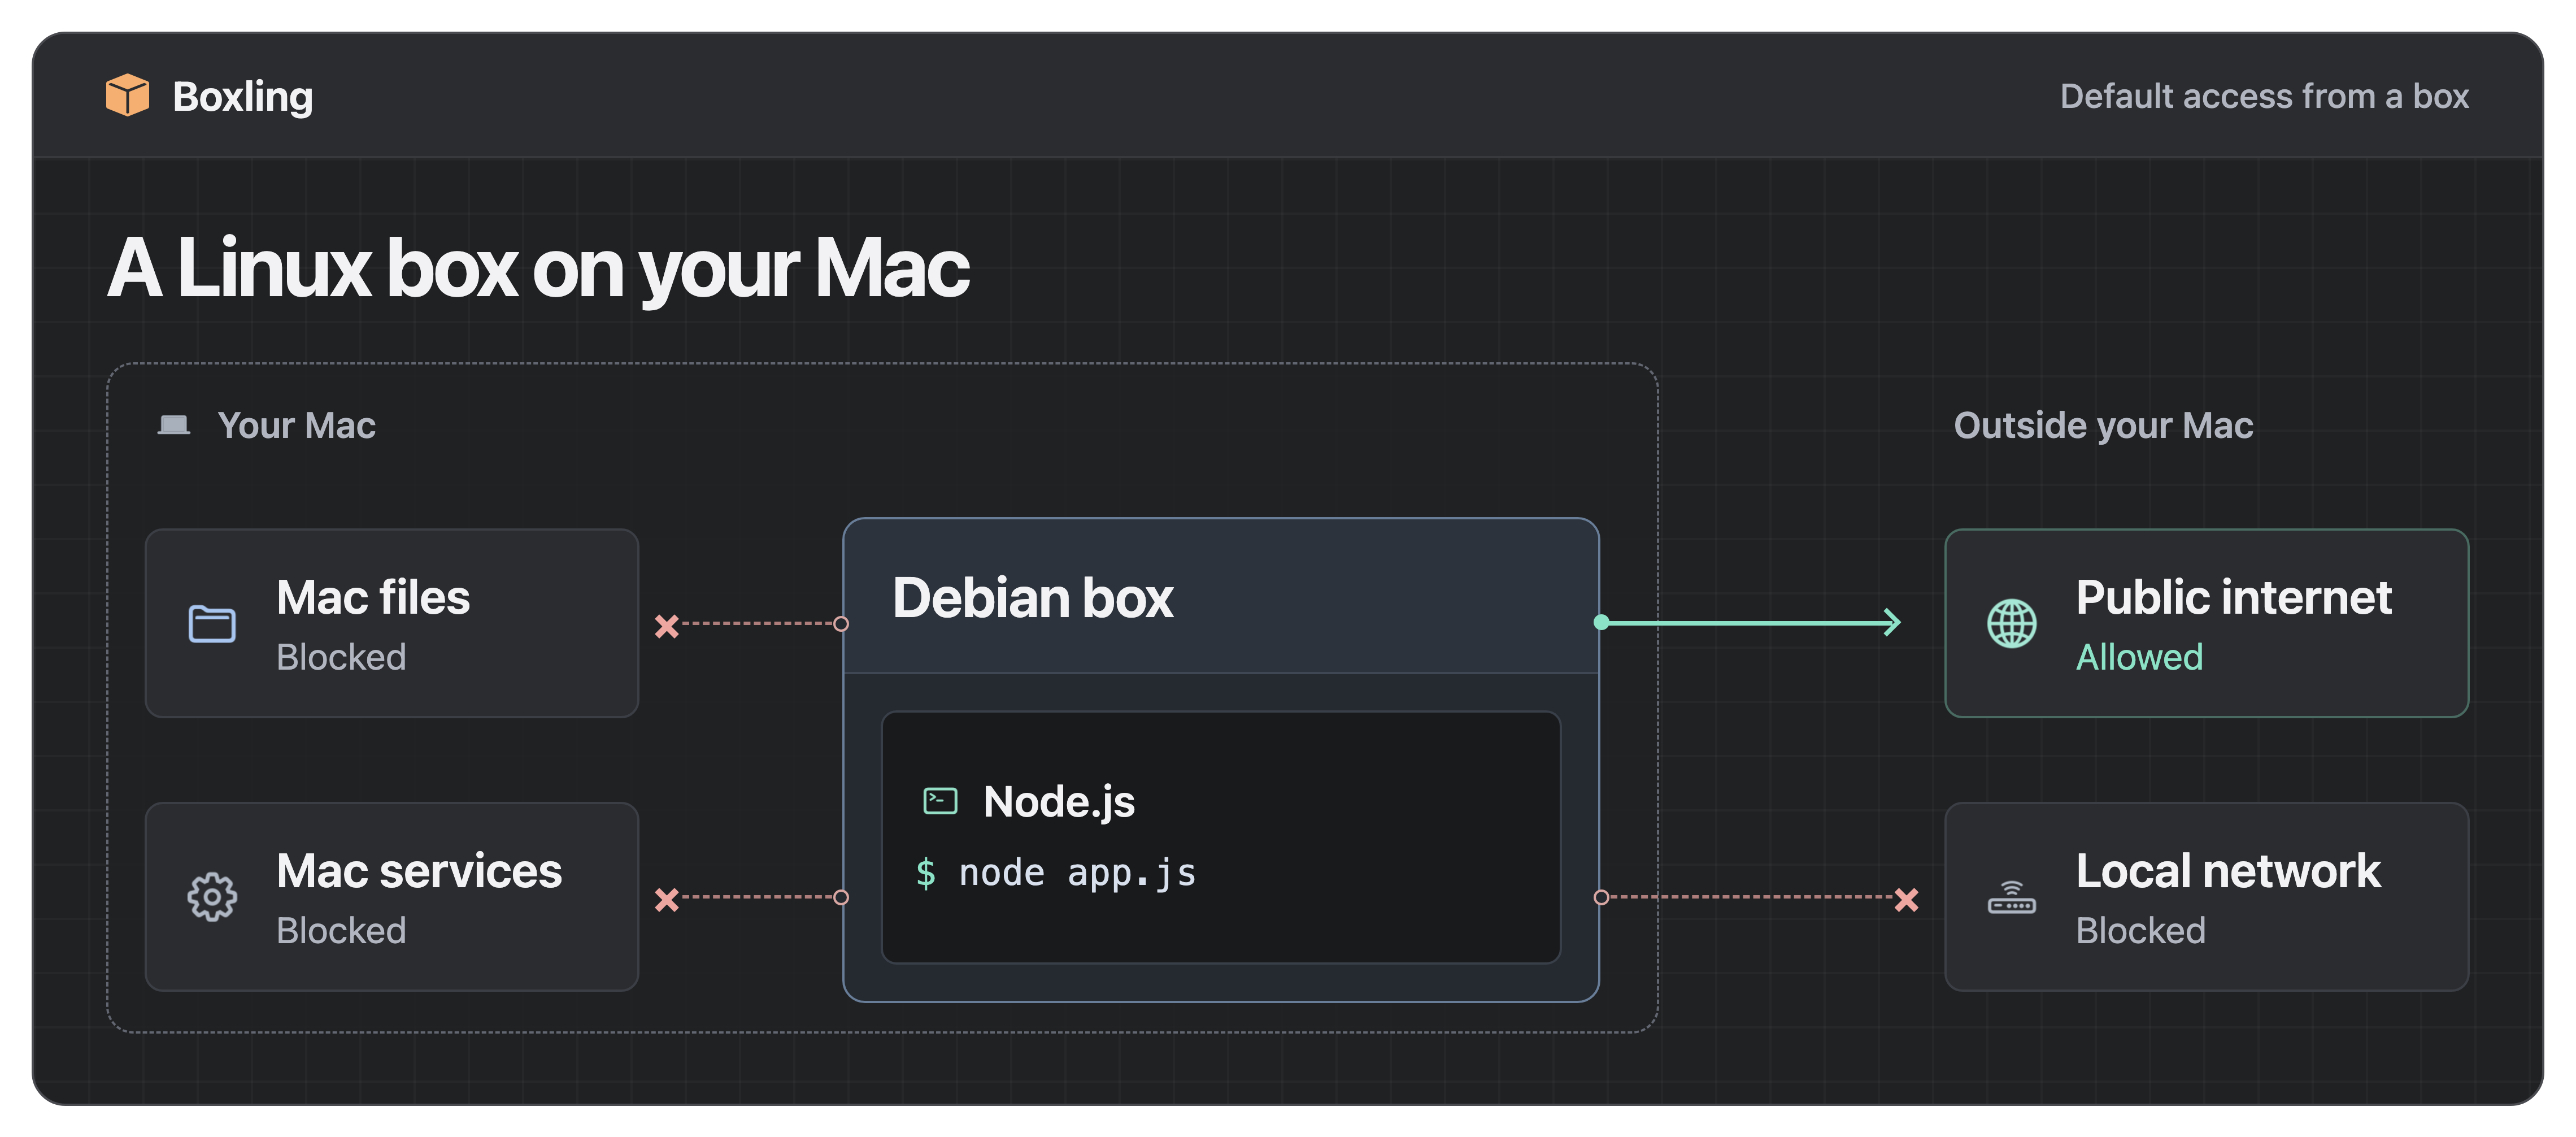 Boxling
Default access from a box
A Linux box on your Mac
Your Mac
Outside your Mac
Mac files
Blocked
Debian box
Public internet
Allowed
Node.js
$ node app.js
Mac services
Blocked
Local network
Blocked